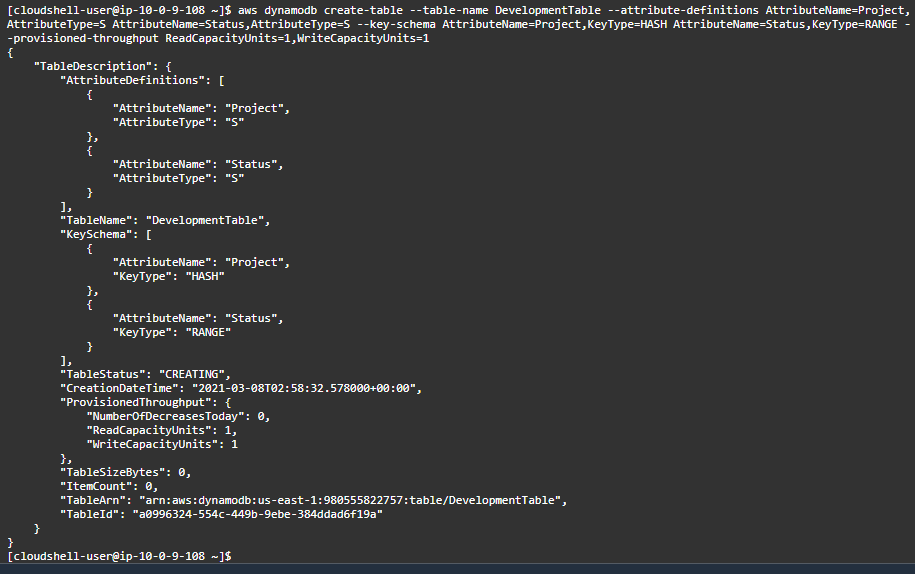 [cloudshell-user@ip-10-0-9-108 ~]$ aws dynamodb create-table --table-name DevelopmentTable --attribute-definitions AttributeName=Project,
AttributeType=S AttributeName=Status,AttributeType=S --key-schema AttributeName=Project,KeyType=HASH AttributeName=Status,KeyType=RANGE -
-provisioned-throughput ReadCapacityUnits=1,WriteCapacityUnits=1
{
    "TableDescription": {
        "AttributeDefinitions": [
            {
                "AttributeName": "Project",
                "AttributeType": "S"
            },
            {
                "AttributeName": "Status",
                "AttributeType": "S"
            }
        ],
        "TableName": "DevelopmentTable",
        "KeySchema": [
            {
                "AttributeName": "Project",
                "KeyType": "HASH"
            },
            {
                "AttributeName": "Status",
                "KeyType": "RANGE"
            }
        ],
        "TableStatus": "CREATING",
        "CreationDateTime": "2021-03-08T02:58:32.578000+00:00",
        "ProvisionedThroughput": {
            "NumberOfDecreasesToday": 0,
            "ReadCapacityUnits": 1,
            "WriteCapacityUnits": 1
        },
        "TableSizeBytes": 0,
        "ItemCount": 0,
        "TableArn": "arn:aws:dynamodb:us-east-1:980555822757:table/DevelopmentTable",
        "TableId": "a0996324-554c-449b-9ebe-384ddad6f19a"
    }
}
[cloudshell-user@ip-10-0-9-108 ~]$